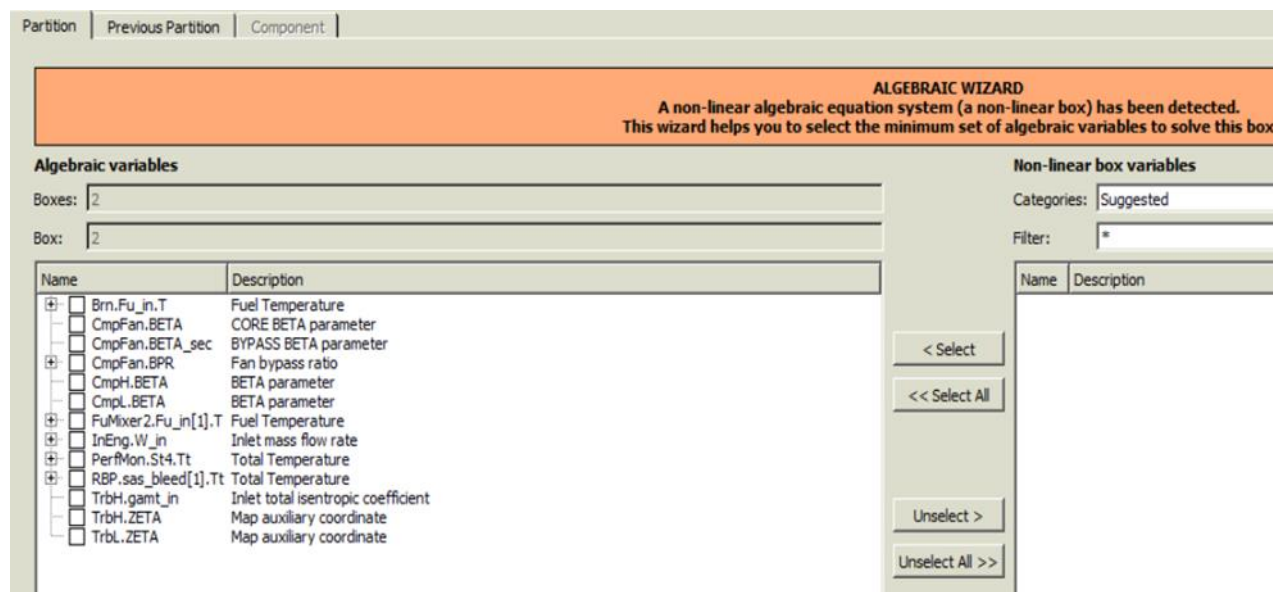 Partition Previous Partition Component
ALGEBRAIC WIZARD
A non-linear algebraic equation system (a non-linear box) has been detected.
This wizard helps you to select the minimum set of algebraic variables to solve this box
Algebraic variables
Boxes: 2
Box: 2
Name Description
Brn.Fu_in.T Fuel Temperature
CmpFan.BETA CORE BETA parameter
CmpFan.BETA_sec BYPASS BETA parameter
CmpFan.BPR Fan bypass ratio
CmpH.BETA BETA parameter
CmpL.BETA BETA parameter
FuMixer2.Fu_in[1].T Fuel Temperature
InEng.W_in Inlet mass flow rate
PerfMon.St4.Tt Total Temperature
RBP.sas_bleed[1].Tt Total Temperature
TrbH.gamt_in Inlet total isentropic coefficient
TrbH.ZETA Map auxiliary coordinate
TrbL.ZETA Map auxiliary coordinate
< Select
<< Select All
Unselect >
Unselect All >>
Non-linear box variables
Categories: Suggested
Filter: *
Name Description